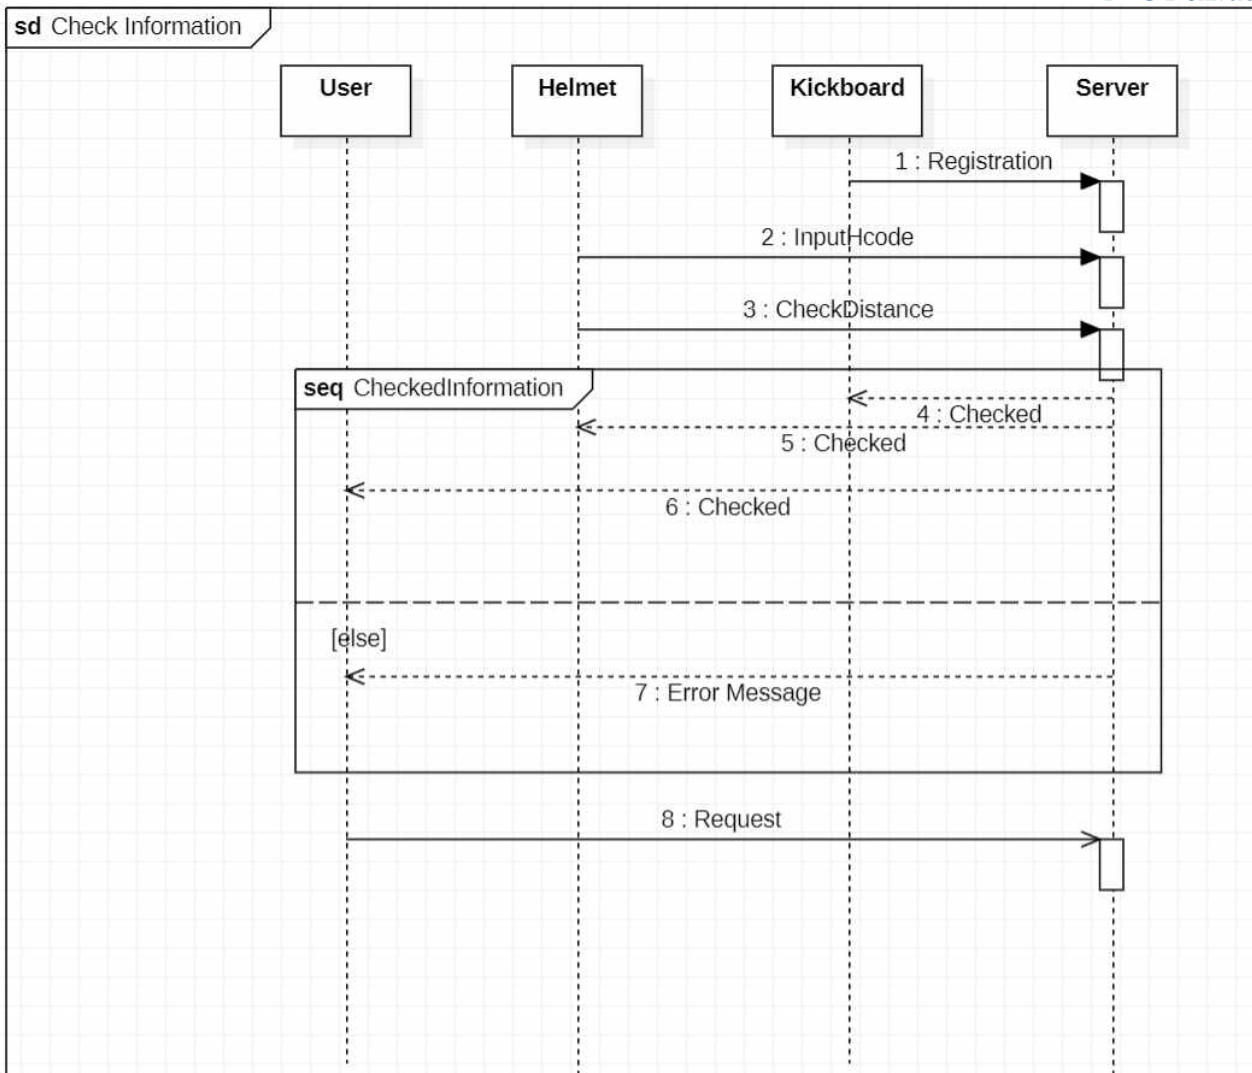 sd Check Information
User
Helmet
Kickboard
Server
1 : Registration
2 : InputHcode
3 : CheckDistance
seq CheckedInformation
4 : Checked
5 : Checked
6 : Checked
[else]
7 : Error Message
8 : Request